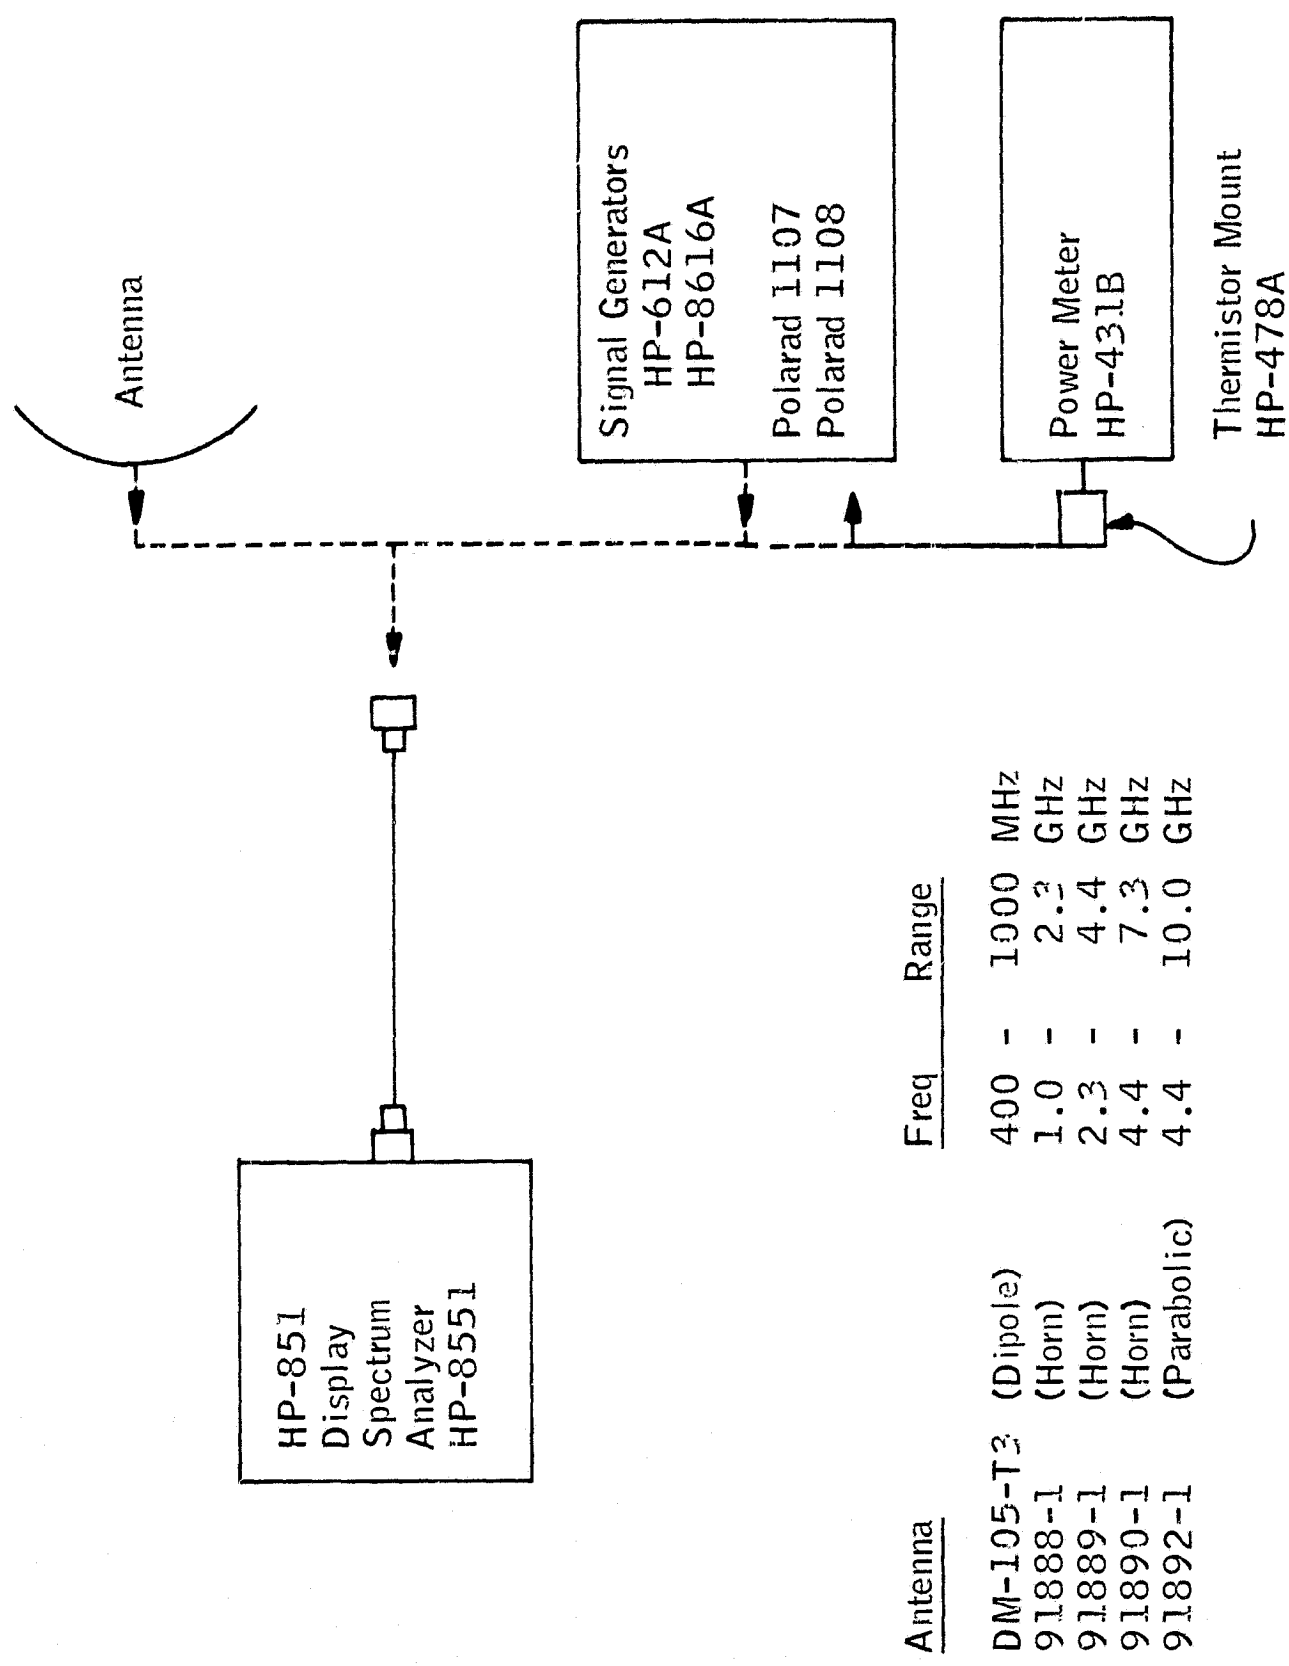 Antenna
Signal Generators
HP-612A
HP-8616A
Polarad 1107
Polarad 1108
Power Meter
HP-431B
Thermistor Mount
HP-478A
HP-851
Display
Spectrum
Analyzer
HP-8551
Antenna Freq Range
DM-105-T3 (Dipole) 400 - 1000 MHz
91888-1 (Horn) 1.0 - 2.3 GHz
91889-1 (Horn) 2.3 - 4.4 GHz
91890-1 (Horn) 4.4 - 7.3 GHz
91892-1 (Parabolic) 4.4 - 10.0 GHz